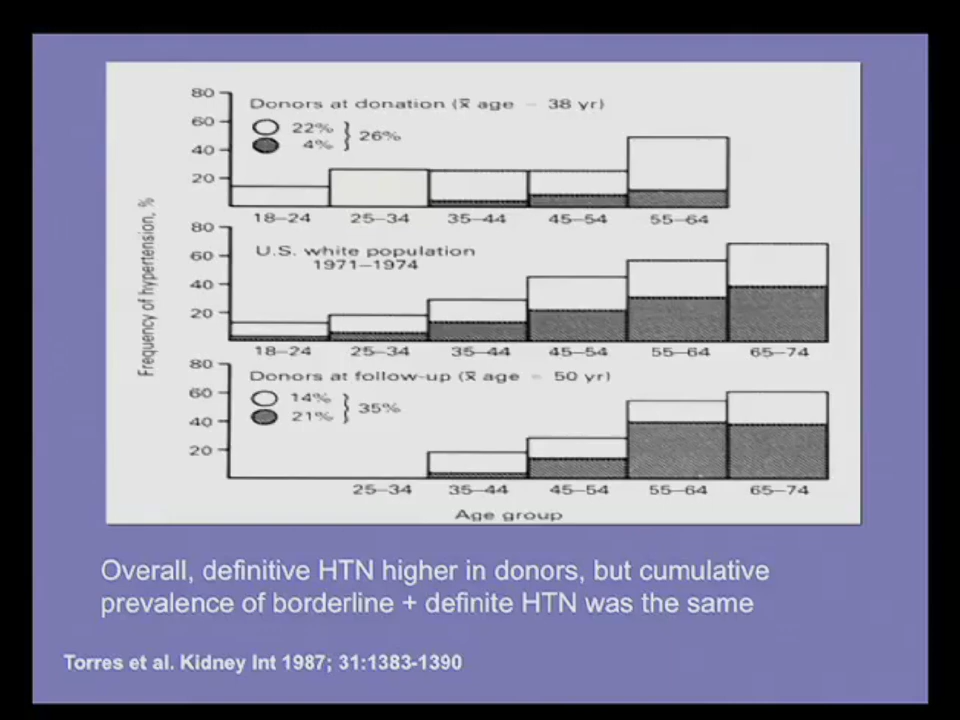 80
60
40
20
Donors at donation (x̄ age = 38 yr)
22%
4%
26%
18–24 25–34 35–44 45–54 55–64
80
60
40
20
U.S. white population
1971–1974
18–24 25–34 35–44 45–54 55–64 65–74
80
60
40
20
Donors at follow-up (x̄ age = 50 yr)
14%
21%
35%
25–34 35–44 45–54 55–64 65–74
Age group
Frequency of hypertension, %
Overall, definitive HTN higher in donors, but cumulative
prevalence of borderline + definite HTN was the same
Torres et al. Kidney Int 1987; 31:1383-1390